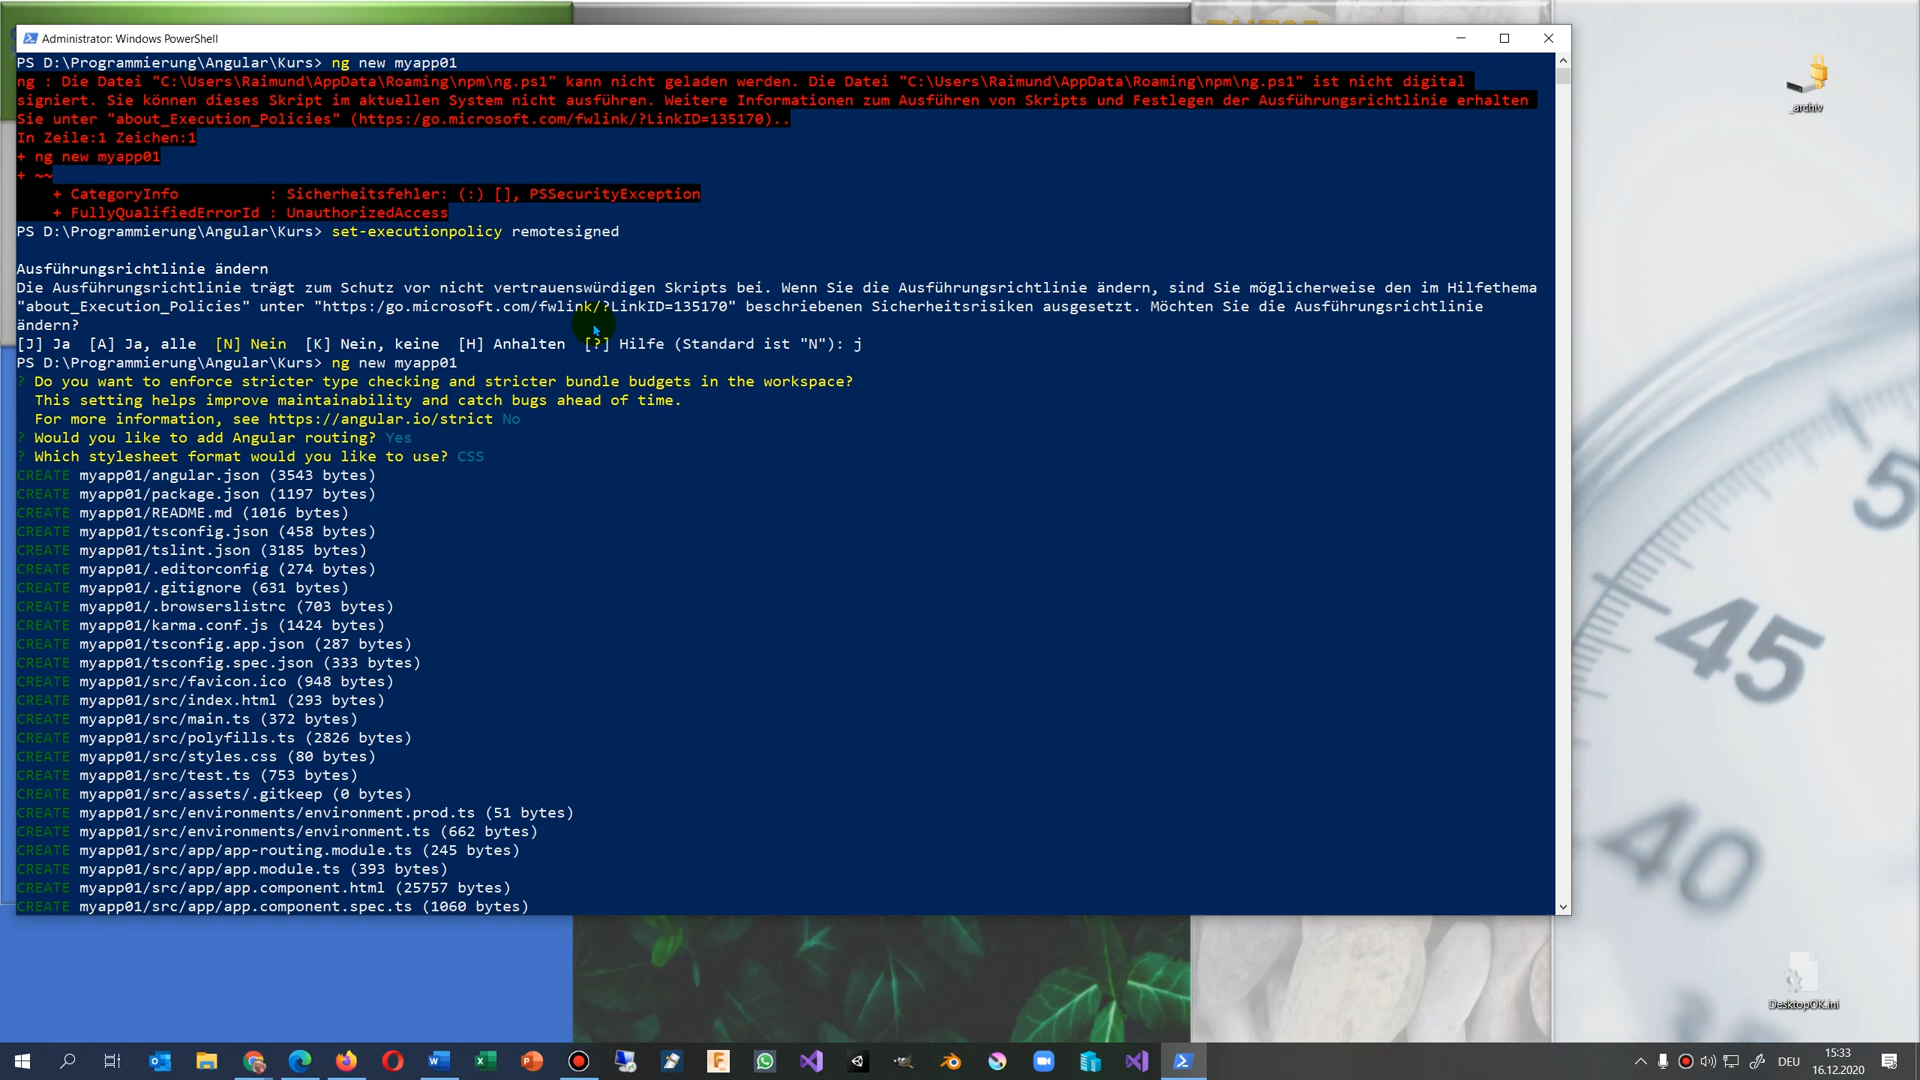 Administrator: Windows PowerShell
PS D:\Programmierung\Angular\Kurs> ng new myapp01
ng : Die Datei "C:\Users\Raimund\AppData\Roaming\npm\ng.ps1" kann nicht geladen werden. Die Datei "C:\Users\Raimund\AppData\Roaming\npm\ng.ps1" ist nicht digital
signiert. Sie können dieses Skript im aktuellen System nicht ausführen. Weitere Informationen zum Ausführen von Skripts und Festlegen der Ausführungsrichtlinie erhalten
Sie unter "about_Execution_Policies" (https:/go.microsoft.com/fwlink/?LinkID=135170)..
In Zeile:1 Zeichen:1
+ ng new myapp01
+ ~~
+ CategoryInfo : Sicherheitsfehler: (:) [], PSSecurityException
+ FullyQualifiedErrorId : UnauthorizedAccess
PS D:\Programmierung\Angular\Kurs> set-executionpolicy remotesigned
Ausführungsrichtlinie ändern
Die Ausführungsrichtlinie trägt zum Schutz vor nicht vertrauenswürdigen Skripts bei. Wenn Sie die Ausführungsrichtlinie ändern, sind Sie möglicherweise den im Hilfethema
"about_Execution_Policies" unter "https:/go.microsoft.com/fwlink/?LinkID=135170" beschriebenen Sicherheitsrisiken ausgesetzt. Möchten Sie die Ausführungsrichtlinie
ändern?
[J] Ja [A] Ja, alle [N] Nein [K] Nein, keine [H] Anhalten [?] Hilfe (Standard ist "N"): j
PS D:\Programmierung\Angular\Kurs> ng new myapp01
? Do you want to enforce stricter type checking and stricter bundle budgets in the workspace?
This setting helps improve maintainability and catch bugs ahead of time.
For more information, see https://angular.io/strict No
? Would you like to add Angular routing? Yes
? Which stylesheet format would you like to use? CSS
CREATE myapp01/angular.json (3543 bytes)
CREATE myapp01/package.json (1197 bytes)
CREATE myapp01/README.md (1016 bytes)
CREATE myapp01/tsconfig.json (458 bytes)
CREATE myapp01/tslint.json (3185 bytes)
CREATE myapp01/.editorconfig (274 bytes)
CREATE myapp01/.gitignore (631 bytes)
CREATE myapp01/.browserslistrc (703 bytes)
CREATE myapp01/karma.conf.js (1424 bytes)
CREATE myapp01/tsconfig.app.json (287 bytes)
CREATE myapp01/tsconfig.spec.json (333 bytes)
CREATE myapp01/src/favicon.ico (948 bytes)
CREATE myapp01/src/index.html (293 bytes)
CREATE myapp01/src/main.ts (372 bytes)
CREATE myapp01/src/polyfills.ts (2826 bytes)
CREATE myapp01/src/styles.css (80 bytes)
CREATE myapp01/src/test.ts (753 bytes)
CREATE myapp01/src/assets/.gitkeep (0 bytes)
CREATE myapp01/src/environments/environment.prod.ts (51 bytes)
CREATE myapp01/src/environments/environment.ts (662 bytes)
CREATE myapp01/src/app/app-routing.module.ts (245 bytes)
CREATE myapp01/src/app/app.module.ts (393 bytes)
CREATE myapp01/src/app/app.component.html (25757 bytes)
CREATE myapp01/src/app/app.component.spec.ts (1060 bytes)
_archiv
5
45
40
DesktopOK.ini
DEU
15:33
16.12.2020